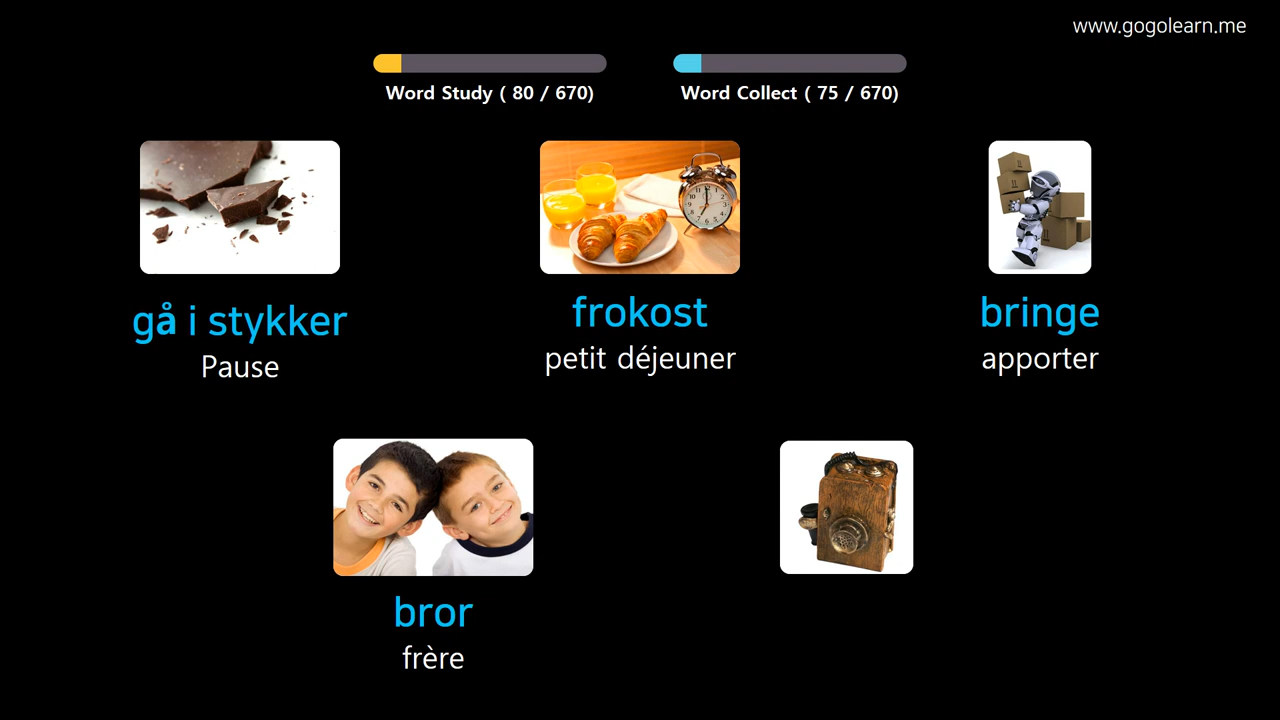 www.gogolearn.me
Word Study ( 80 / 670)
Word Collect ( 75 / 670)
gå i stykker
Pause
frokost
petit déjeuner
bringe
apporter
bror
frère